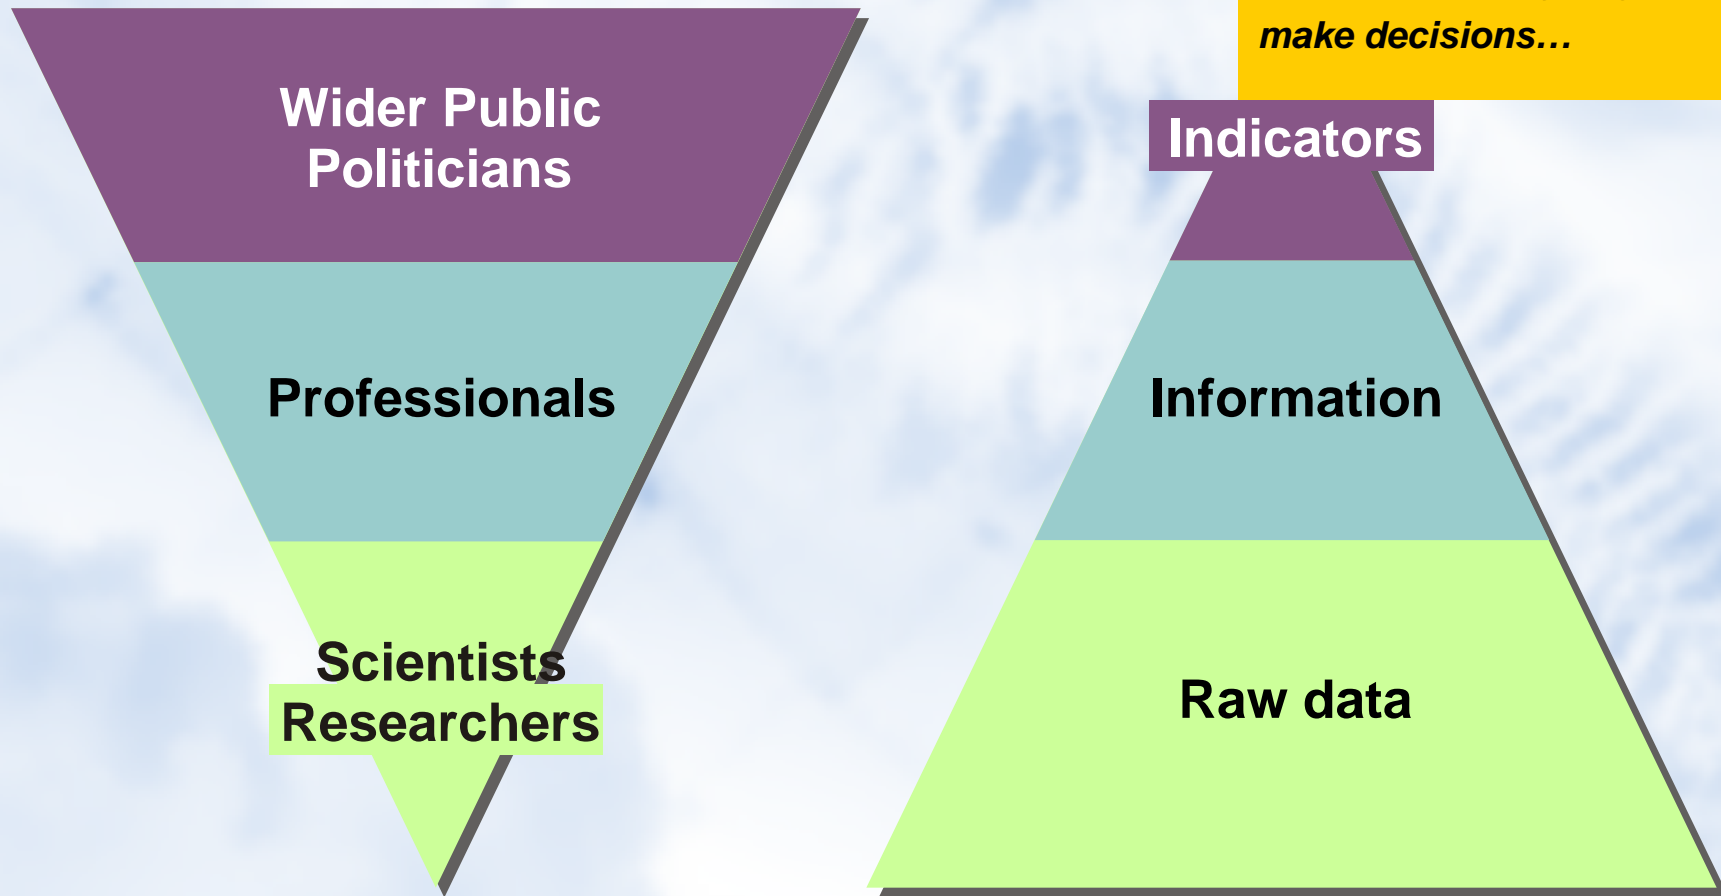 make decisions…
Wider Public
Politicians
Indicators
Professionals
Information
Scientists
Researchers
Raw data